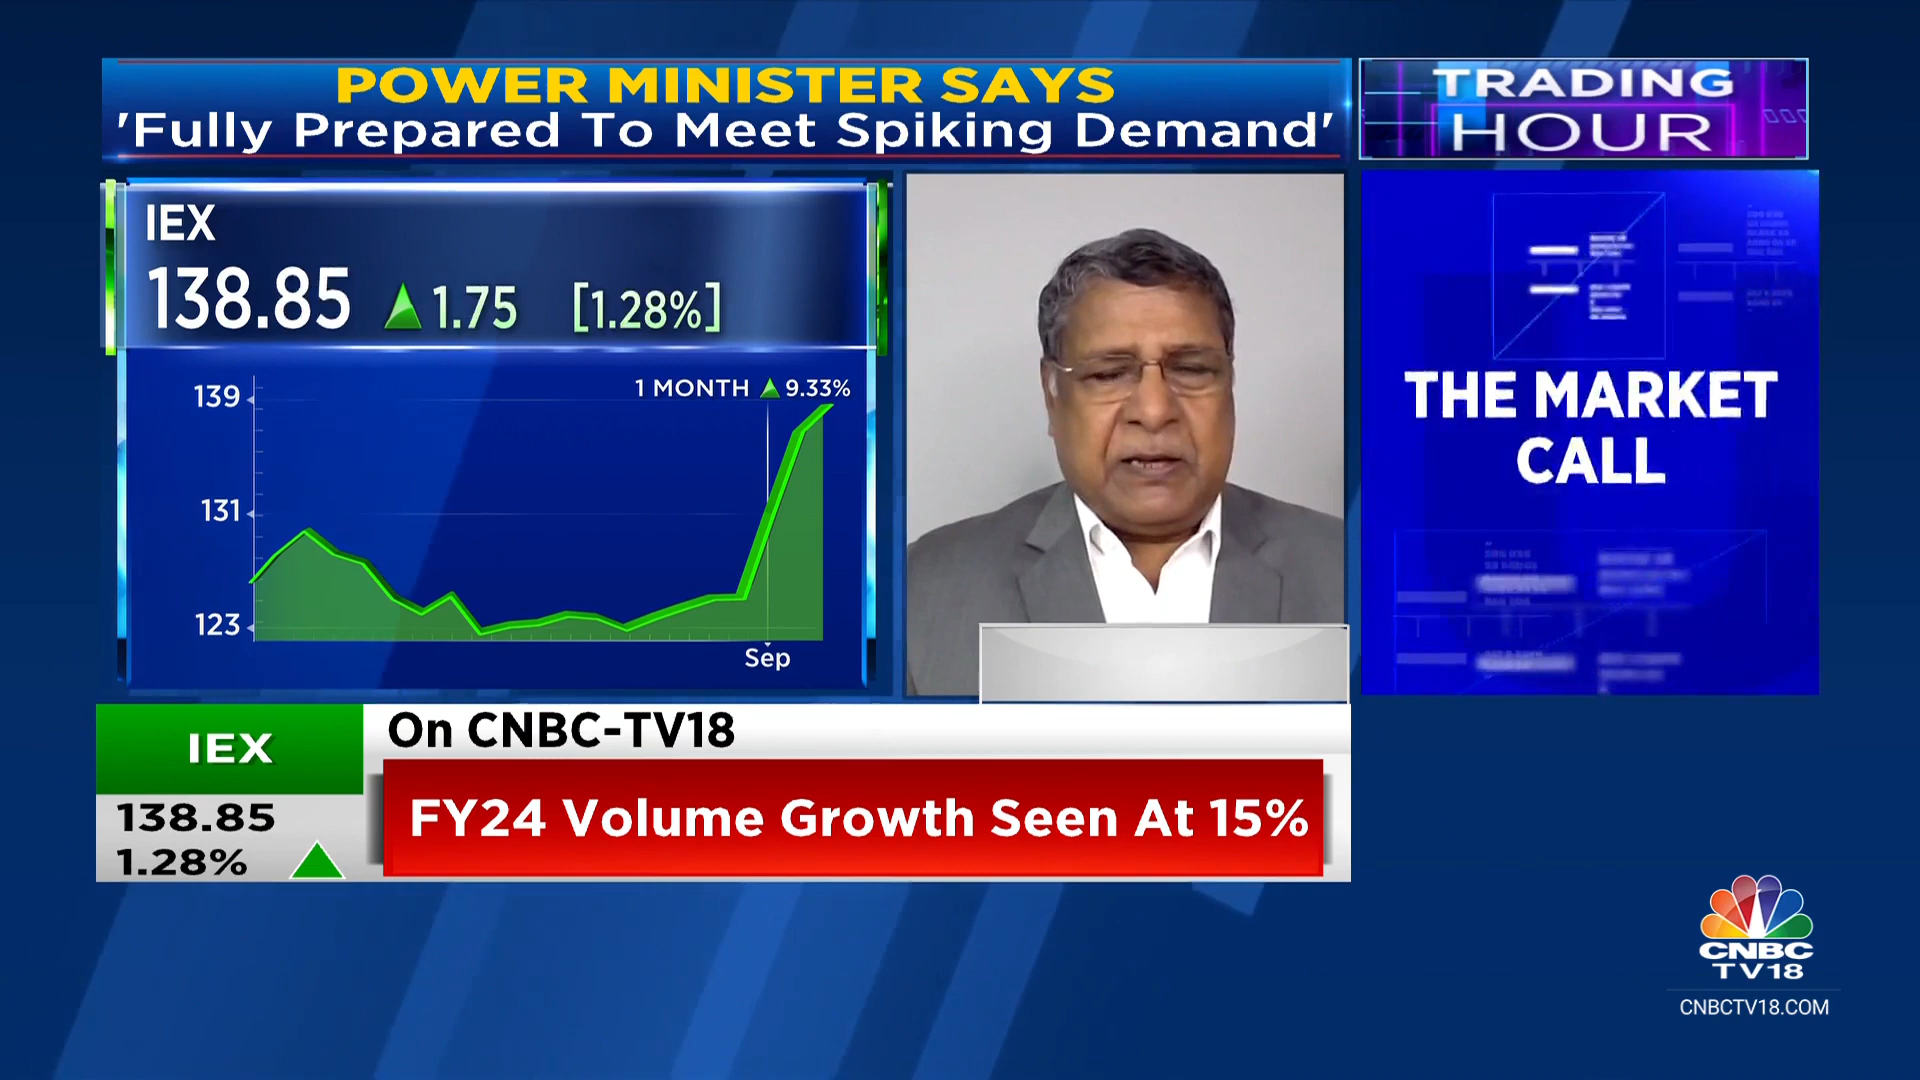 POWER MINISTER SAYS
'Fully Prepared To Meet Spiking Demand'
TRADING
HOUR
IEX
138.85 ▲ 1.75 [1.28%]
1 MONTH ▲ 9.33%
139
131
123
Sep
THE MARKET
CALL
IEX
138.85
1.28%
On CNBC-TV18
FY24 Volume Growth Seen At 15%
CNBC
TV18
CNBCTV18.COM